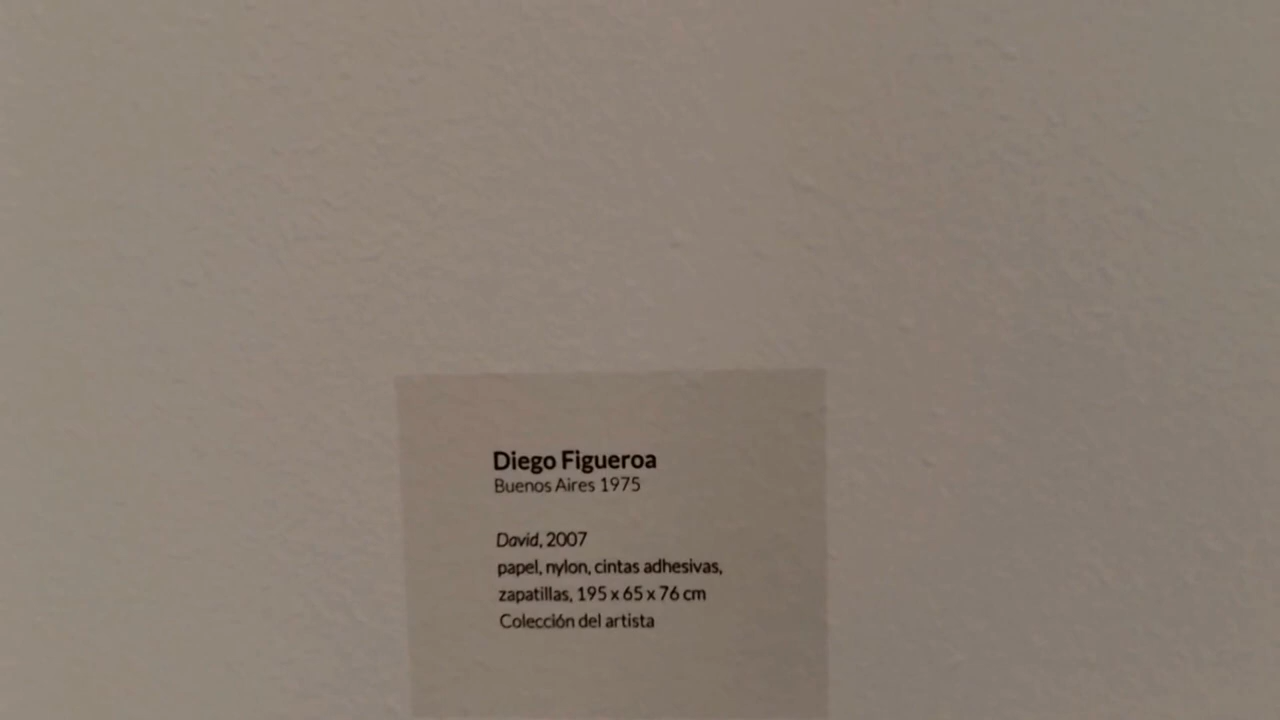 Diego Figueroa
Buenos Aires 1975
David, 2007
papel, nylon, cintas adhesivas,
zapatillas, 195 x 65 x 76 cm
Colección del artista